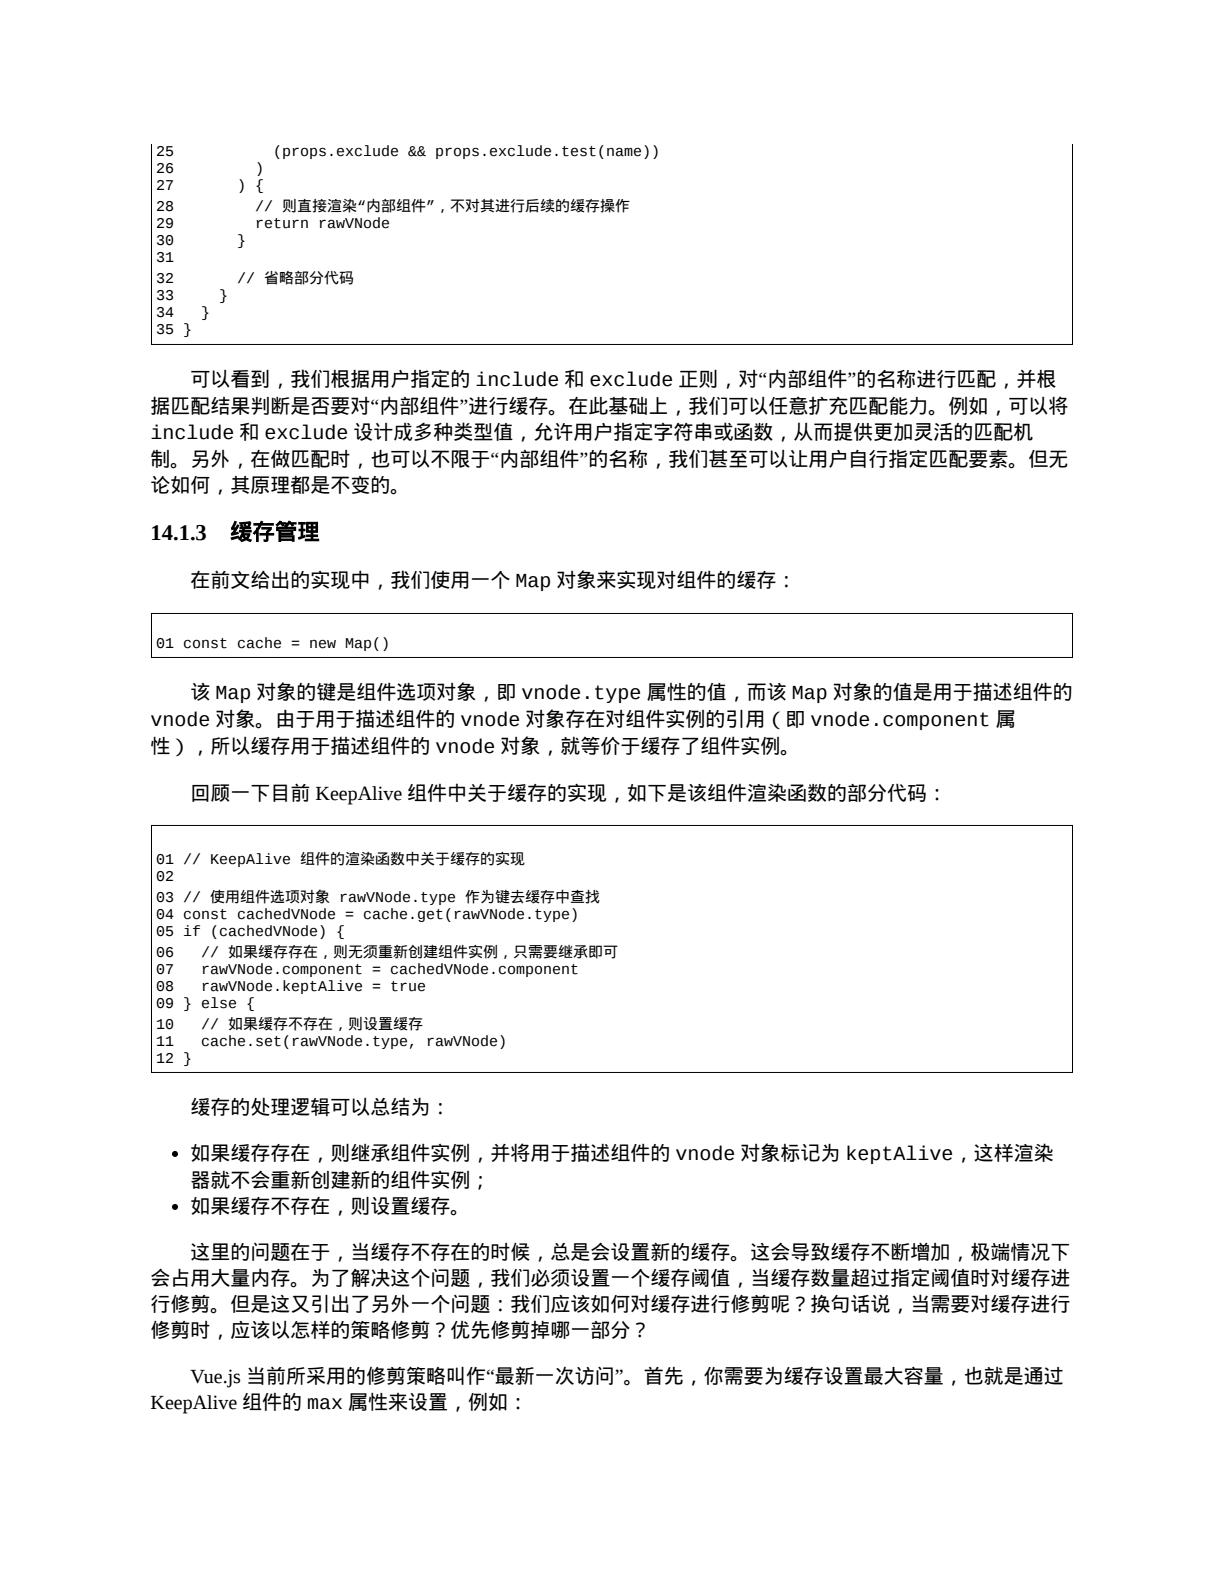 25           (props.exclude && props.exclude.test(name))
26         )
27       ) {
28         // 则直接渲染“内部组件”，不对其进行后续的缓存操作
29         return rawVNode
30       }
31
32       // 省略部分代码
33     }
34   }
35 }
可以看到，我们根据用户指定的 include 和 exclude 正则，对“内部组件”的名称进行匹配，并根
据匹配结果判断是否要对“内部组件”进行缓存。在此基础上，我们可以任意扩充匹配能力。例如，可以将
include 和 exclude 设计成多种类型值，允许用户指定字符串或函数，从而提供更加灵活的匹配机
制。另外，在做匹配时，也可以不限于“内部组件”的名称，我们甚至可以让用户自行指定匹配要素。但无
论如何，其原理都是不变的。
14.1.3 缓存管理
在前文给出的实现中，我们使用一个 Map 对象来实现对组件的缓存：
01 const cache = new Map()
该 Map 对象的键是组件选项对象，即 vnode.type 属性的值，而该 Map 对象的值是用于描述组件的
vnode 对象。由于用于描述组件的 vnode 对象存在对组件实例的引用（即 vnode.component 属
性），所以缓存用于描述组件的 vnode 对象，就等价于缓存了组件实例。
回顾一下目前 KeepAlive 组件中关于缓存的实现，如下是该组件渲染函数的部分代码：
01 // KeepAlive 组件的渲染函数中关于缓存的实现
02
03 // 使用组件选项对象 rawVNode.type 作为键去缓存中查找
04 const cachedVNode = cache.get(rawVNode.type)
05 if (cachedVNode) {
06   // 如果缓存存在，则无须重新创建组件实例，只需要继承即可
07   rawVNode.component = cachedVNode.component
08   rawVNode.keptAlive = true
09 } else {
10   // 如果缓存不存在，则设置缓存
11   cache.set(rawVNode.type, rawVNode)
12 }
缓存的处理逻辑可以总结为：
• 如果缓存存在，则继承组件实例，并将用于描述组件的 vnode 对象标记为 keptAlive，这样渲染
器就不会重新创建新的组件实例；
• 如果缓存不存在，则设置缓存。
这里的问题在于，当缓存不存在的时候，总是会设置新的缓存。这会导致缓存不断增加，极端情况下
会占用大量内存。为了解决这个问题，我们必须设置一个缓存阈值，当缓存数量超过指定阈值时对缓存进
行修剪。但是这又引出了另外一个问题：我们应该如何对缓存进行修剪呢？换句话说，当需要对缓存进行
修剪时，应该以怎样的策略修剪？优先修剪掉哪一部分？
Vue.js 当前所采用的修剪策略叫作“最新一次访问”。首先，你需要为缓存设置最大容量，也就是通过
KeepAlive 组件的 max 属性来设置，例如：